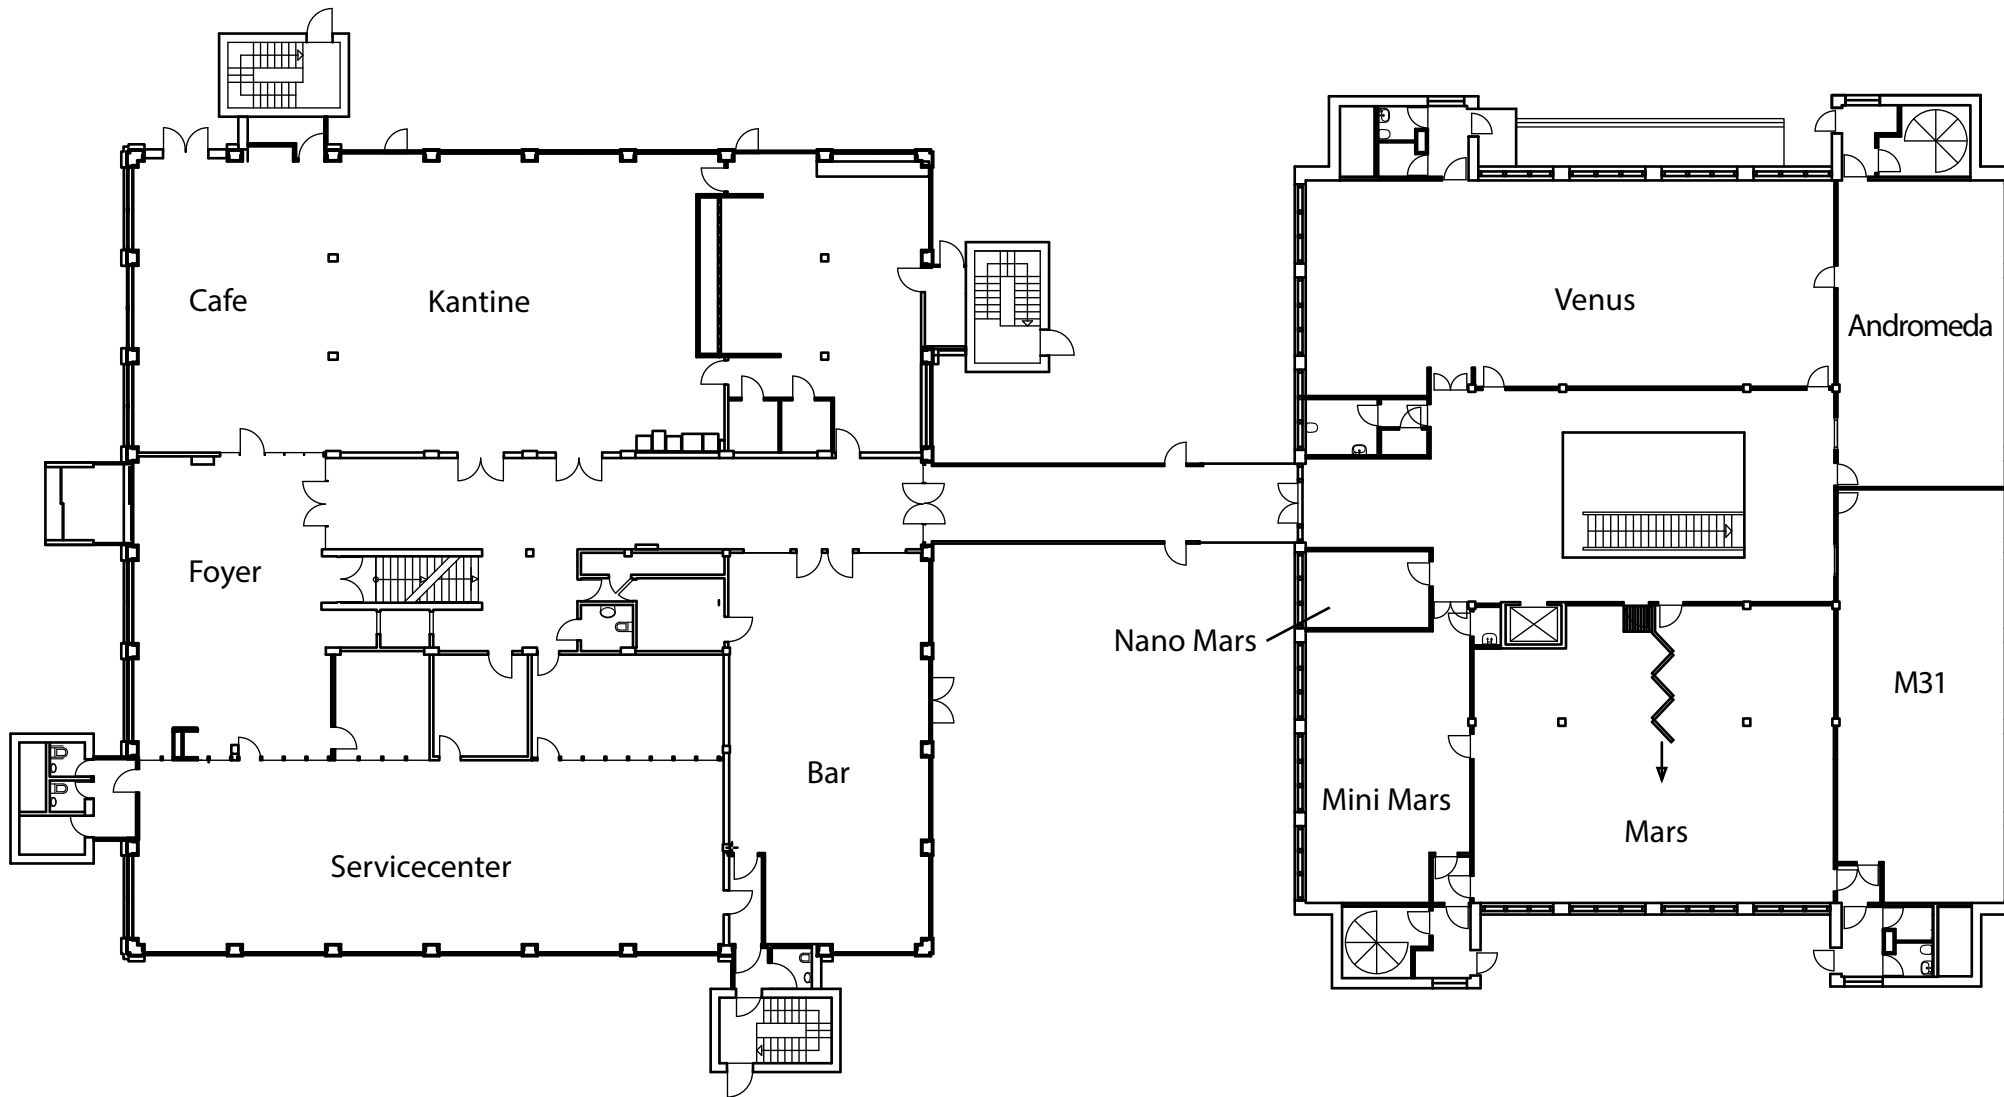 Cafe
Kantine
Venus
Andromeda
Foyer
Nano Mars
M31
Bar
Mini Mars
Mars
Servicecenter